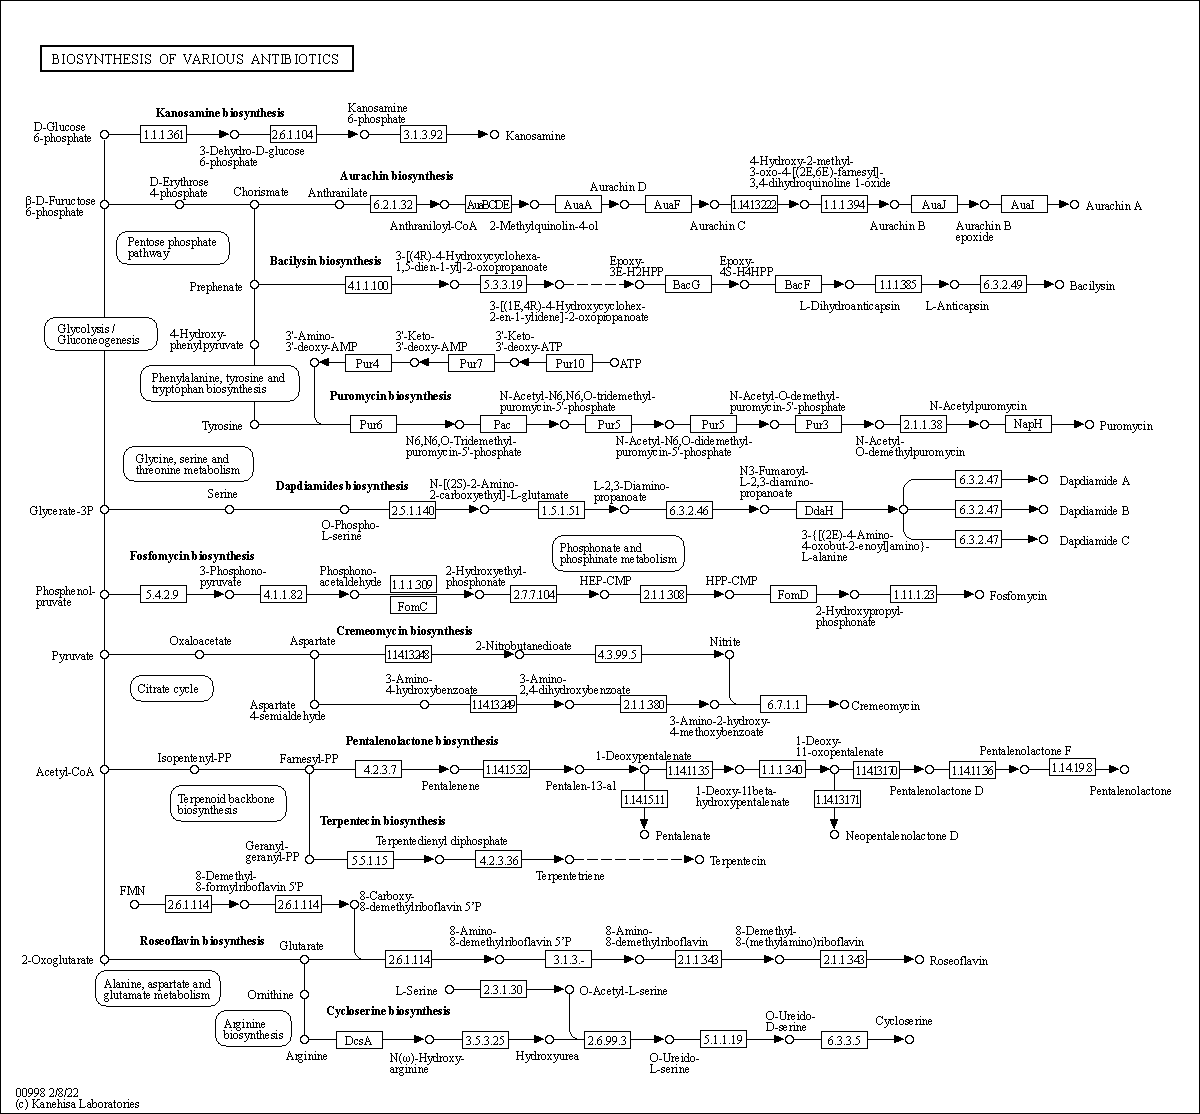 BIOSYNTHESIS OF VARIOUS ANTIBIOTICS
Kanosamine biosynthesis
D-Glucose
6-phosphate
1.1.1.361
3-Dehydro-D-glucose
6-phosphate
2.6.1.104
Kanosamine
6-phosphate
3.1.3.92
Kanosamine
Aurachin biosynthesis
β-D-Fuructose
6-phosphate
D-Erythrose
4-phosphate
Chorismate
Anthranilate
6.2.1.32
Anthraniloyl-CoA
AuaBCDE
2-Methylquinolin-4-ol
AuaA
Aurachin D
AuaF
Aurachin C
1.14.13.222
4-Hydroxy-2-methyl-
3-oxo-4-[(2E,6E)-farnesyl]-
3,4-dihydroquinoline 1-oxide
1.1.1.394
Aurachin B
AuaJ
Aurachin B
epoxide
AuaI
Aurachin A
Pentose phosphate
pathway
Bacilysin biosynthesis
Prephenate
4.1.1.100
3-[(4R)-4-Hydroxycyclohexa-
1,5-dien-1-yl]-2-oxopropanoate
5.3.3.19
3-[(1E,4R)-4-Hydroxycyclohex-
2-en-1-ylidene]-2-oxopropanoate
Epoxy-
3E-H2HPP
BacG
Epoxy-
4S-H4HPP
BacF
L-Dihydroanticapsin
1.1.1.385
L-Anticapsin
6.3.2.49
Bacilysin
Glycolysis /
Gluconeogenesis
4-Hydroxy-
phenylpyruvate
3'-Amino-
3'-deoxy-AMP
Pur4
3'-Keto-
3'-deoxy-AMP
Pur7
3'-Keto-
3'-deoxy-ATP
Pur10
ATP
Phenylalanine, tyrosine and
tryptophan biosynthesis
Puromycin biosynthesis
Tyrosine
Pur6
N6,N6,O-Tridemethyl-
puromycin-5'-phosphate
Pac
N-Acetyl-N6,N6,O-tridemethyl-
puromycin-5'-phosphate
Pur5
N-Acetyl-N6,O-didemethyl-
puromycin-5'-phosphate
Pur5
N-Acetyl-O-demethyl-
puromycin-5'-phosphate
Pur3
N-Acetyl-
O-demethylpuromycin
2.1.1.38
N-Acetylpuromycin
NapH
Puromycin
Glycine, serine and
threonine metabolism
Dapdiamides biosynthesis
Glycerate-3P
Serine
O-Phospho-
L-serine
2.5.1.140
N-[(2S)-2-Amino-
2-carboxyethyl]-L-glutamate
1.5.1.51
L-2,3-Diamino-
propanoate
6.3.2.46
N3-Fumaroyl-
L-2,3-diamino-
propanoate
DdaH
3-{[(2E)-4-Amino-
4-oxobut-2-enoyl]amino}-
L-alanine
6.3.2.47
Dapdiamide A
6.3.2.47
Dapdiamide B
6.3.2.47
Dapdiamide C
Phosphonate and
phosphinate metabolism
Fosfomycin biosynthesis
Phosphenol-
pruvate
5.4.2.9
3-Phosphono-
pyruvate
4.1.1.82
Phosphono-
acetaldehyde
1.1.1.309
FomC
2-Hydroxyethyl-
phosphonate
2.7.7.104
HEP-CMP
2.1.1.308
HPP-CMP
FomD
2-Hydroxypropyl-
phosphonate
1.11.1.23
Fosfomycin
Cremeomycin biosynthesis
Pyruvate
Oxaloacetate
Aspartate
1.14.13.248
2-Nitrobutanedioate
4.3.99.5
Nitrite
Citrate cycle
Aspartate
4-semialdehyde
3-Amino-
4-hydroxybenzoate
1.14.13.249
3-Amino-
2,4-dihydroxybenzoate
2.1.1.380
3-Amino-2-hydroxy-
4-methoxybenzoate
6.7.1.1
Cremeomycin
Pentalenolactone biosynthesis
Acetyl-CoA
Isopentenyl-PP
Farnesyl-PP
4.2.3.7
Pentalenene
1.14.15.32
Pentalen-13-al
1-Deoxypentalenate
1.14.11.35
1-Deoxy-11beta-
hydroxypentalenate
1.1.1.340
1-Deoxy-
11-oxopentalenate
1.14.13.170
Pentalenolactone D
1.14.11.36
Pentalenolactone F
1.14.19.8
Pentalenolactone
1.14.15.11
Pentalenate
1.14.13.171
Neopentalenolactone D
Terpenoid backbone
biosynthesis
Terpentecin biosynthesis
Geranyl-
geranyl-PP
5.5.1.15
Terpentedienyl diphosphate
4.2.3.36
Terpentetriene
Terpentecin
FMN
2.6.1.114
8-Demethyl-
8-formylriboflavin 5'P
2.6.1.114
8-Carboxy-
8-demethylriboflavin 5'P
Roseoflavin biosynthesis
2-Oxoglutarate
Glutarate
2.6.1.114
8-Amino-
8-demethylriboflavin 5'P
3.1.3.-
8-Amino-
8-demethylriboflavin
2.1.1.343
8-Demethyl-
8-(methylamino)riboflavin
2.1.1.343
Roseoflavin
Alanine, aspartate and
glutamate metabolism
Ornithine
L-Serine
2.3.1.30
O-Acetyl-L-serine
Cycloserine biosynthesis
Arginine
biosynthesis
Arginine
DcsA
N(ω)-Hydroxy-
arginine
3.5.3.25
Hydroxyurea
2.6.99.3
O-Ureido-
L-serine
5.1.1.19
O-Ureido-
D-serine
6.3.3.5
Cycloserine
00998 2/8/22
(c) Kanehisa Laboratories